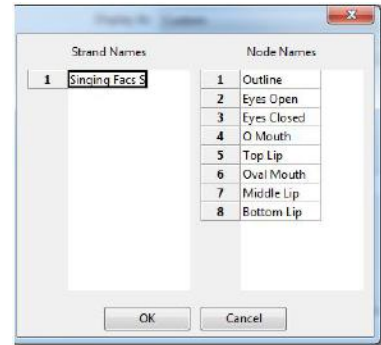 Strand Names Node Names
1 Singing Facs S 1 Outline
2 Eyes Open
3 Eyes Closed
4 O Mouth
5 Top Lip
6 Oval Mouth
7 Middle Lip
8 Bottom Lip
OK Cancel